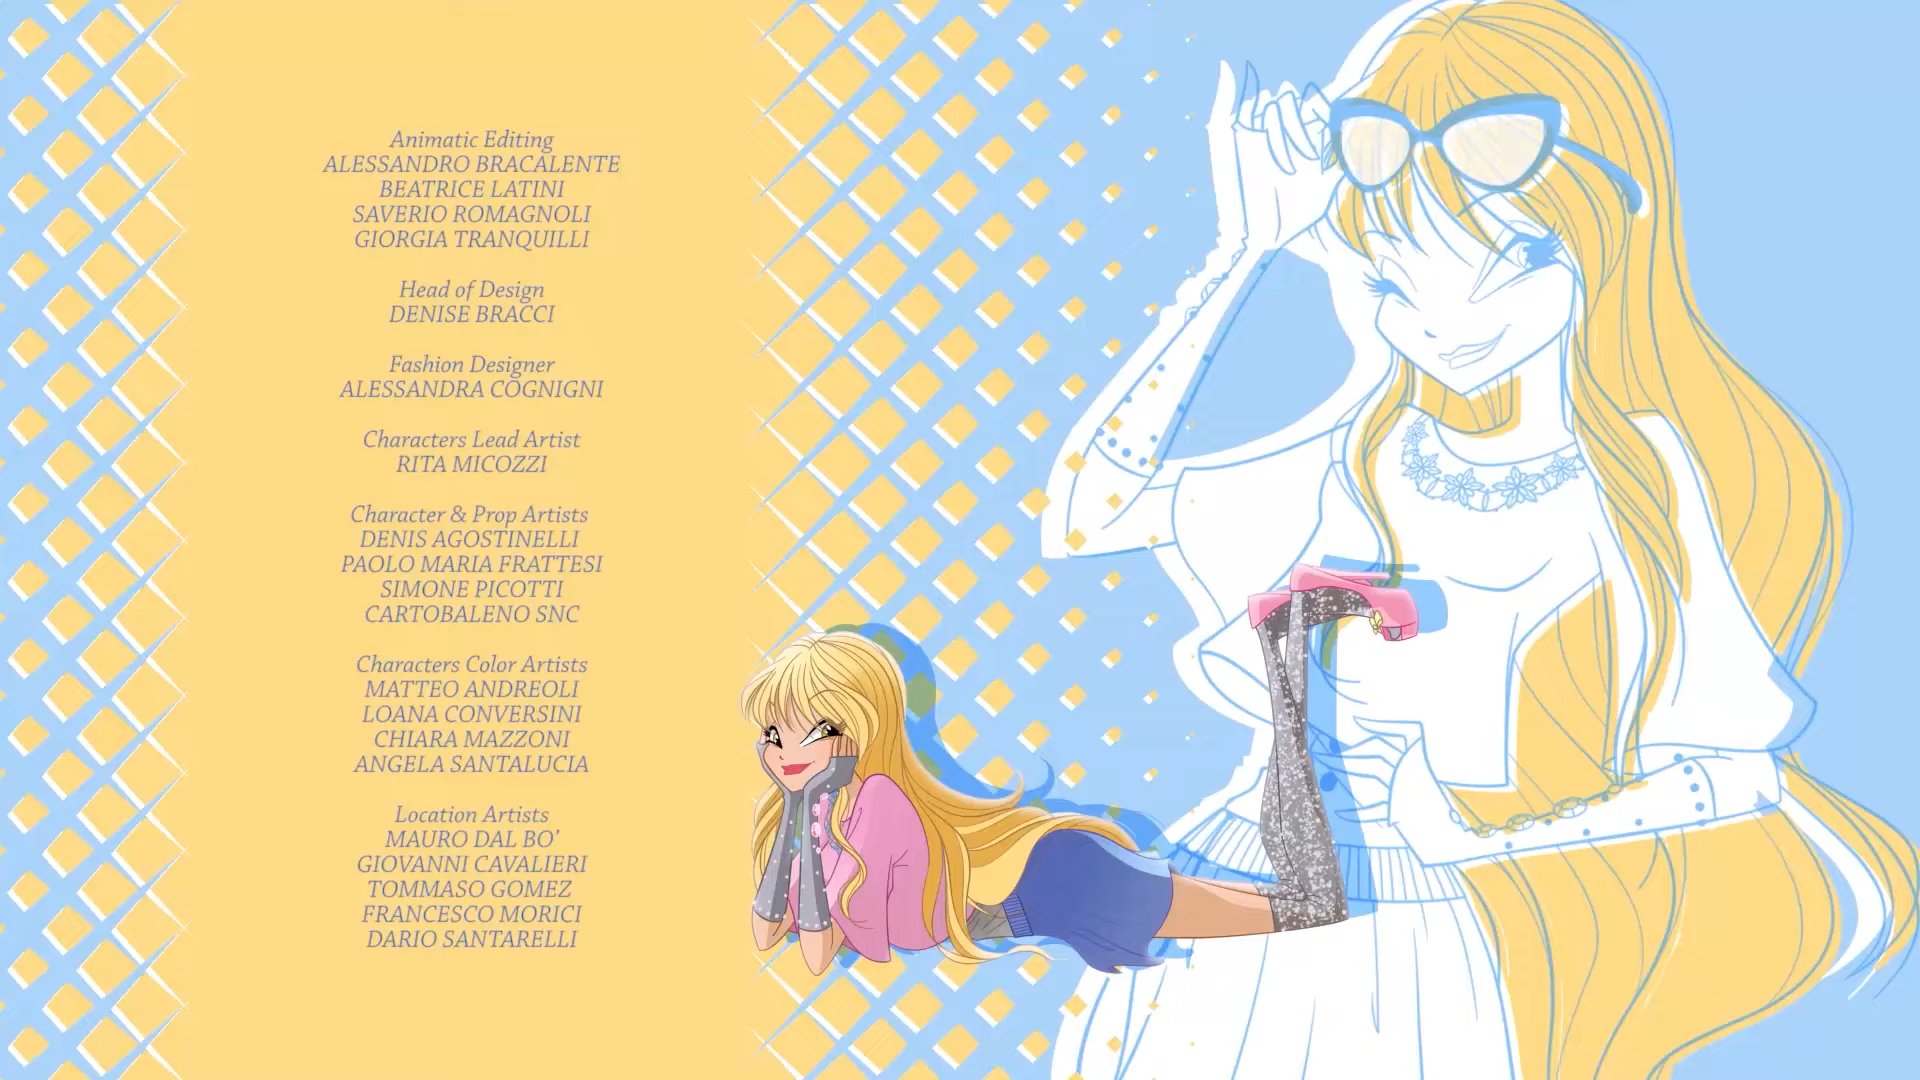 Animatic Editing
ALESSANDRO BRACALENTE
BEATRICE LATINI
SAVERIO ROMAGNOLI
GIORGIA TRANQUILLI
Head of Design
DENISE BRACCI
Fashion Designer
ALESSANDRA COGNIGNI
Characters Lead Artist
RITA MICOZZI
Character & Prop Artists
DENIS AGOSTINELLI
PAOLO MARIA FRATTESI
SIMONE PICOTTI
CARTOBALENO SNC
Characters Color Artists
MATTEO ANDREOLI
LOANA CONVERSINI
CHIARA MAZZONI
ANGELA SANTALUCIA
Location Artists
MAURO DAL BO’
GIOVANNI CAVALIERI
TOMMASO GOMEZ
FRANCESCO MORICI
DARIO SANTARELLI